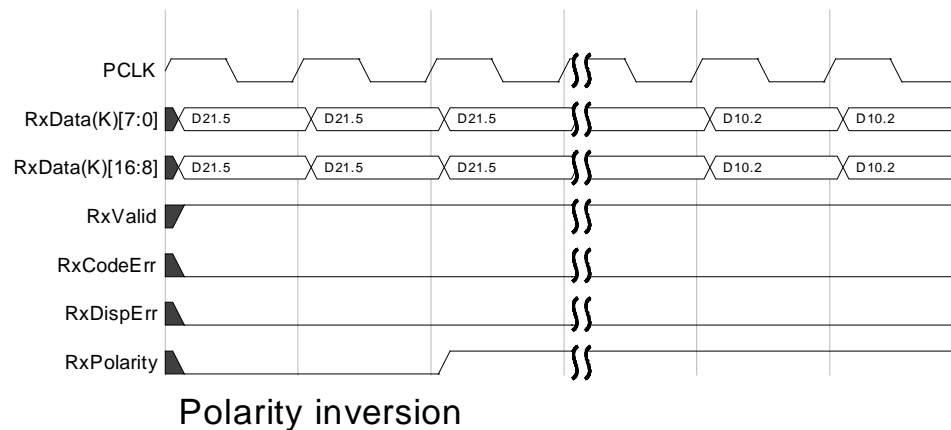 PCLK
RxData(K)[7:0] D21.5 D21.5 D21.5 D10.2 D10.2
RxData(K)[16:8] D21.5 D21.5 D21.5 D10.2 D10.2
RxValid
RxCodeErr
RxDispErr
RxPolarity
Polarity inversion